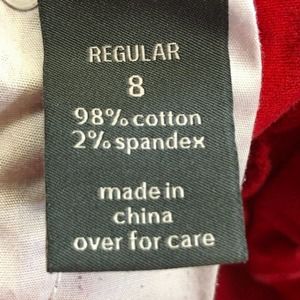 REGULAR
8
98% cotton
2% spandex
made in
china
over for care